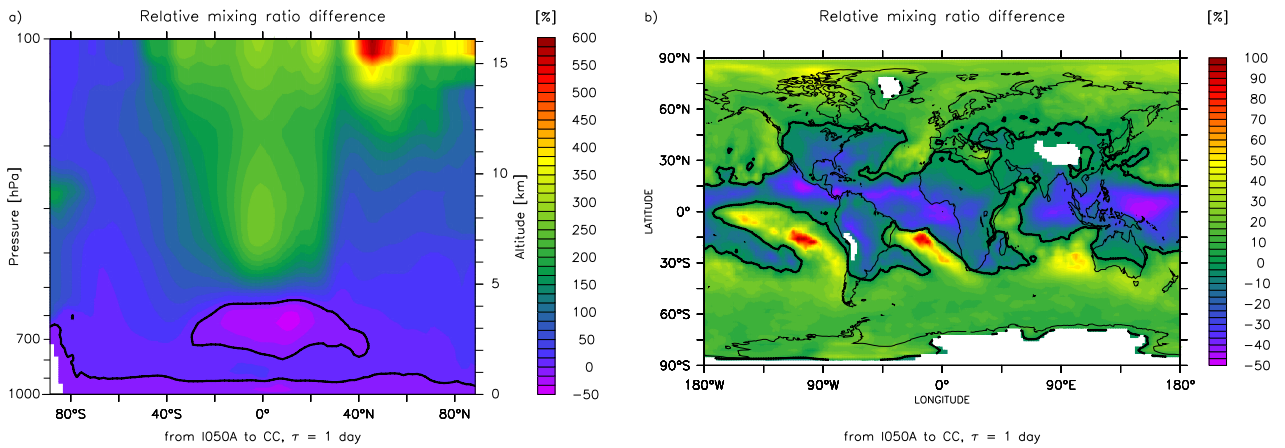 a)
Relative mixing ratio difference
[%]
100
700
1000
Pressure [hPa]
15
10
5
0
Altitude [km]
80°S
40°S
0°
40°N
80°N
600
550
500
450
400
350
300
250
200
150
100
50
0
−50
from I050A to CC, τ = 1 day
b)
Relative mixing ratio difference
[%]
90°N
60°N
30°N
0°
30°S
60°S
90°S
LATITUDE
180°W
90°W
0°
90°E
180°
LONGITUDE
100
90
80
70
60
50
40
30
20
10
0
−10
−20
−30
−40
−50
from I050A to CC, τ = 1 day